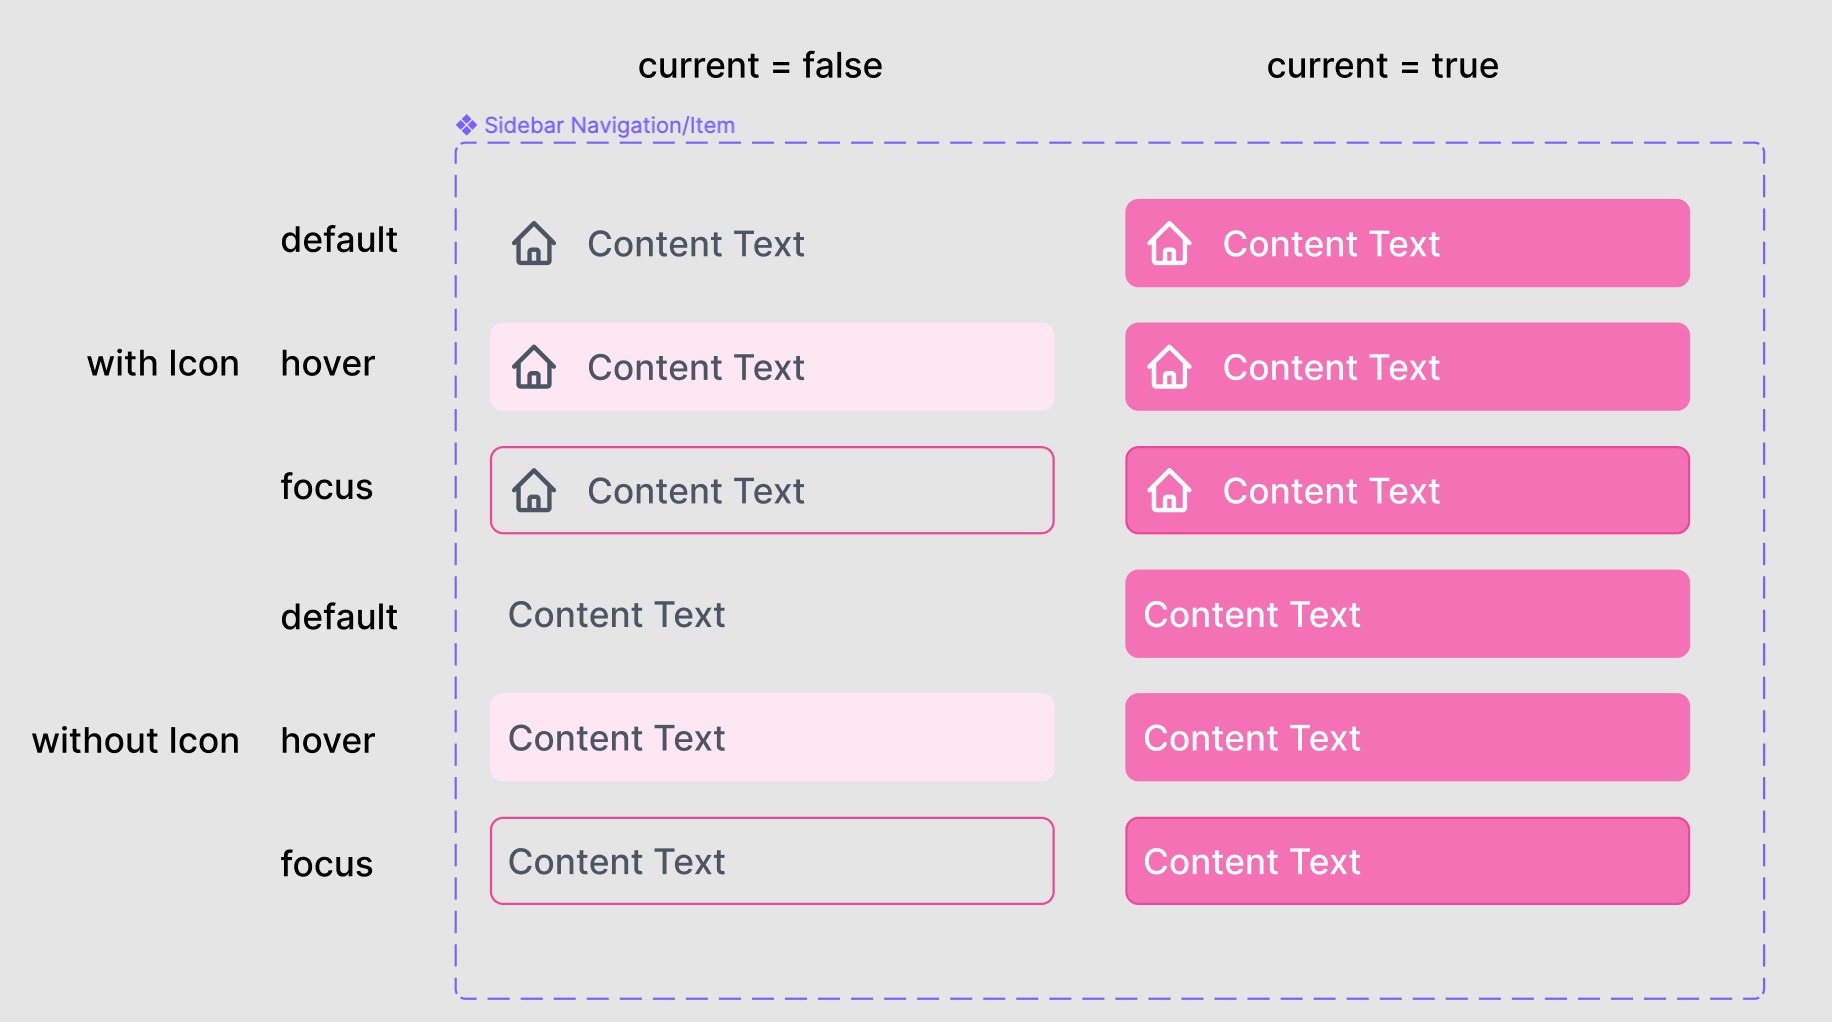 current = false current = true
Sidebar Navigation/Item
default Content Text Content Text
with Icon hover Content Text Content Text
focus Content Text Content Text
default Content Text Content Text
without Icon hover Content Text Content Text
focus Content Text Content Text